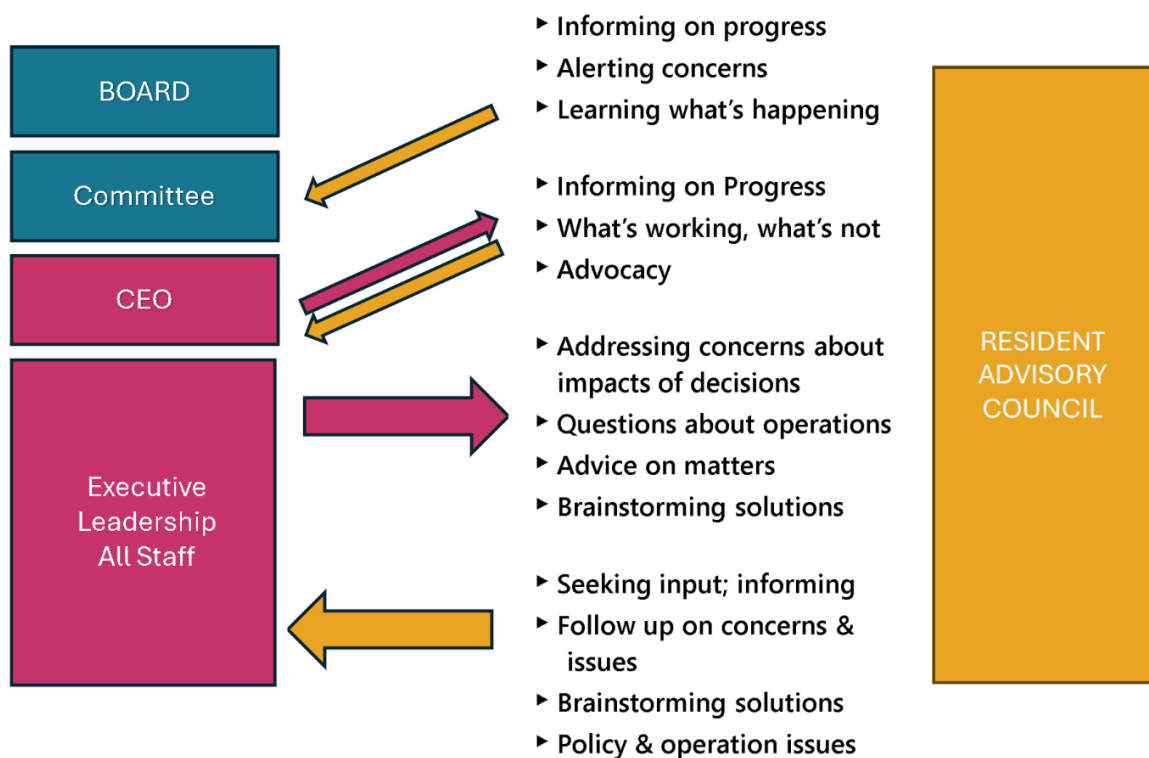 BOARD
Committee
CEO
Executive
Leadership
All Staff
‣ Informing on progress
‣ Alerting concerns
‣ Learning what’s happening
‣ Informing on Progress
‣ What’s working, what’s not
‣ Advocacy
‣ Addressing concerns about
impacts of decisions
‣ Questions about operations
‣ Advice on matters
‣ Brainstorming solutions
‣ Seeking input; informing
‣ Follow up on concerns &
issues
‣ Brainstorming solutions
‣ Policy & operation issues
RESIDENT
ADVISORY
COUNCIL